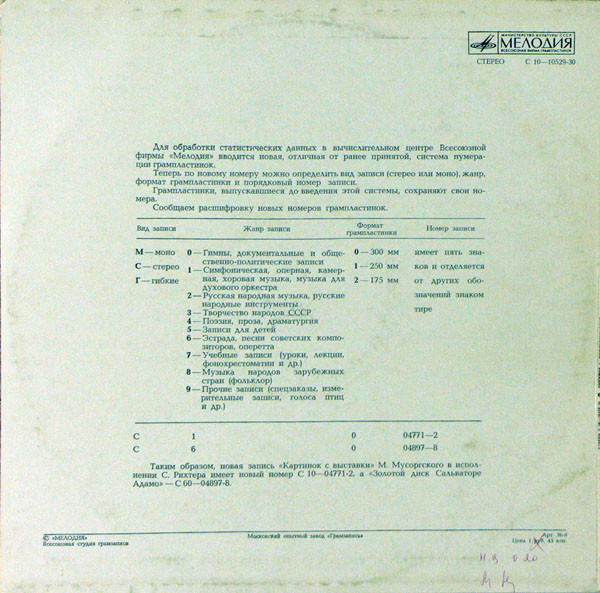 МИНИСТЕРСТВО КУЛЬТУРЫ СССР
МЕЛОДИЯ
ВСЕСОЮЗНАЯ ФИРМА ГРАМПЛАСТИНОК
СТЕРЕО С 10—10529-30
Для обработки статистических данных в вычислительном центре Всесоюзной
фирмы «Мелодия» вводится новая, отличная от ранее принятой, система нумера-
ции грампластинок.
Теперь по новому номеру можно определить вид записи (стерео или моно), жанр,
формат грампластинки и порядковый номер записи.
Грампластинки, выпускавшиеся до введения этой системы, сохраняют свои но-
мера.
Сообщаем расшифровку новых номеров грампластинок.
Вид записи Жанр записи Формат грампластинки Номер записи
М—моно 0—Гимны, документальные и обще- 0—300 мм имеет пять зна-
ственно-политические записи
С—стерео 1—Симфоническая, оперная, камер- 1—250 мм ков и отделяется
ная, хоровая музыка, музыка для
Г—гибкие духового оркестра 2—175 мм от других обо-
2—Русская народная музыка, русские значений знаком
народные инструменты тире
3—Творчество народов СССР
4—Поэзия, проза, драматургия
5—Записи для детей
6—Эстрада, песни советских компо-
зиторов, оперетта
7—Учебные записи (уроки, лекции,
фонохрестоматии и др.)
8—Музыка народов зарубежных
стран (фольклор)
9—Прочие записи (спецзаказы, изме-
рительные записи, голоса птиц
и др.)
С 1 0 04771—2
С 6 0 04897—8
Таким образом, новая запись «Картинок с выставки» М. Мусоргского в испол-
нении С. Рихтера имеет новый номер С 10—04771-2, а «Золотой диск Сальваторе
Адамо» — С 60—04897-8.
© «МЕЛОДИЯ» Московский опытный завод «Грамзапись» Арт. 36-6
Всесоюзная студия грамзаписи Цена 1 руб. 45 коп.